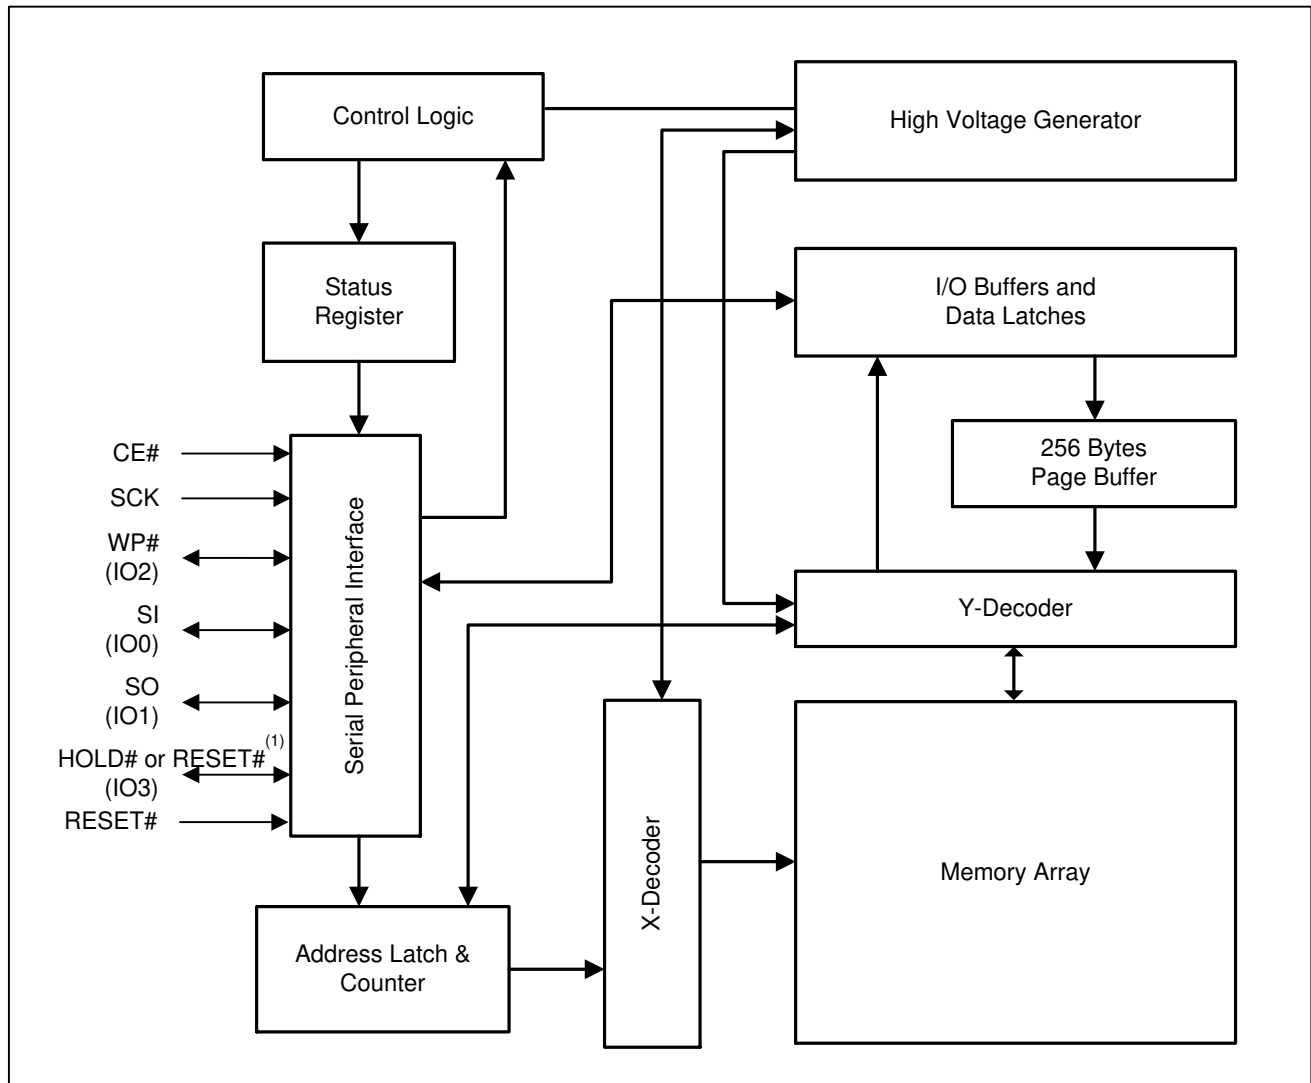 Control Logic
High Voltage Generator
Status
Register
I/O Buffers and
Data Latches
256 Bytes
Page Buffer
CE#
SCK
WP#
(IO2)
SI
(IO0)
SO
(IO1)
HOLD# or RESET#(1)
(IO3)
RESET#
Serial Peripheral Interface
Y-Decoder
X-Decoder
Memory Array
Address Latch &
Counter